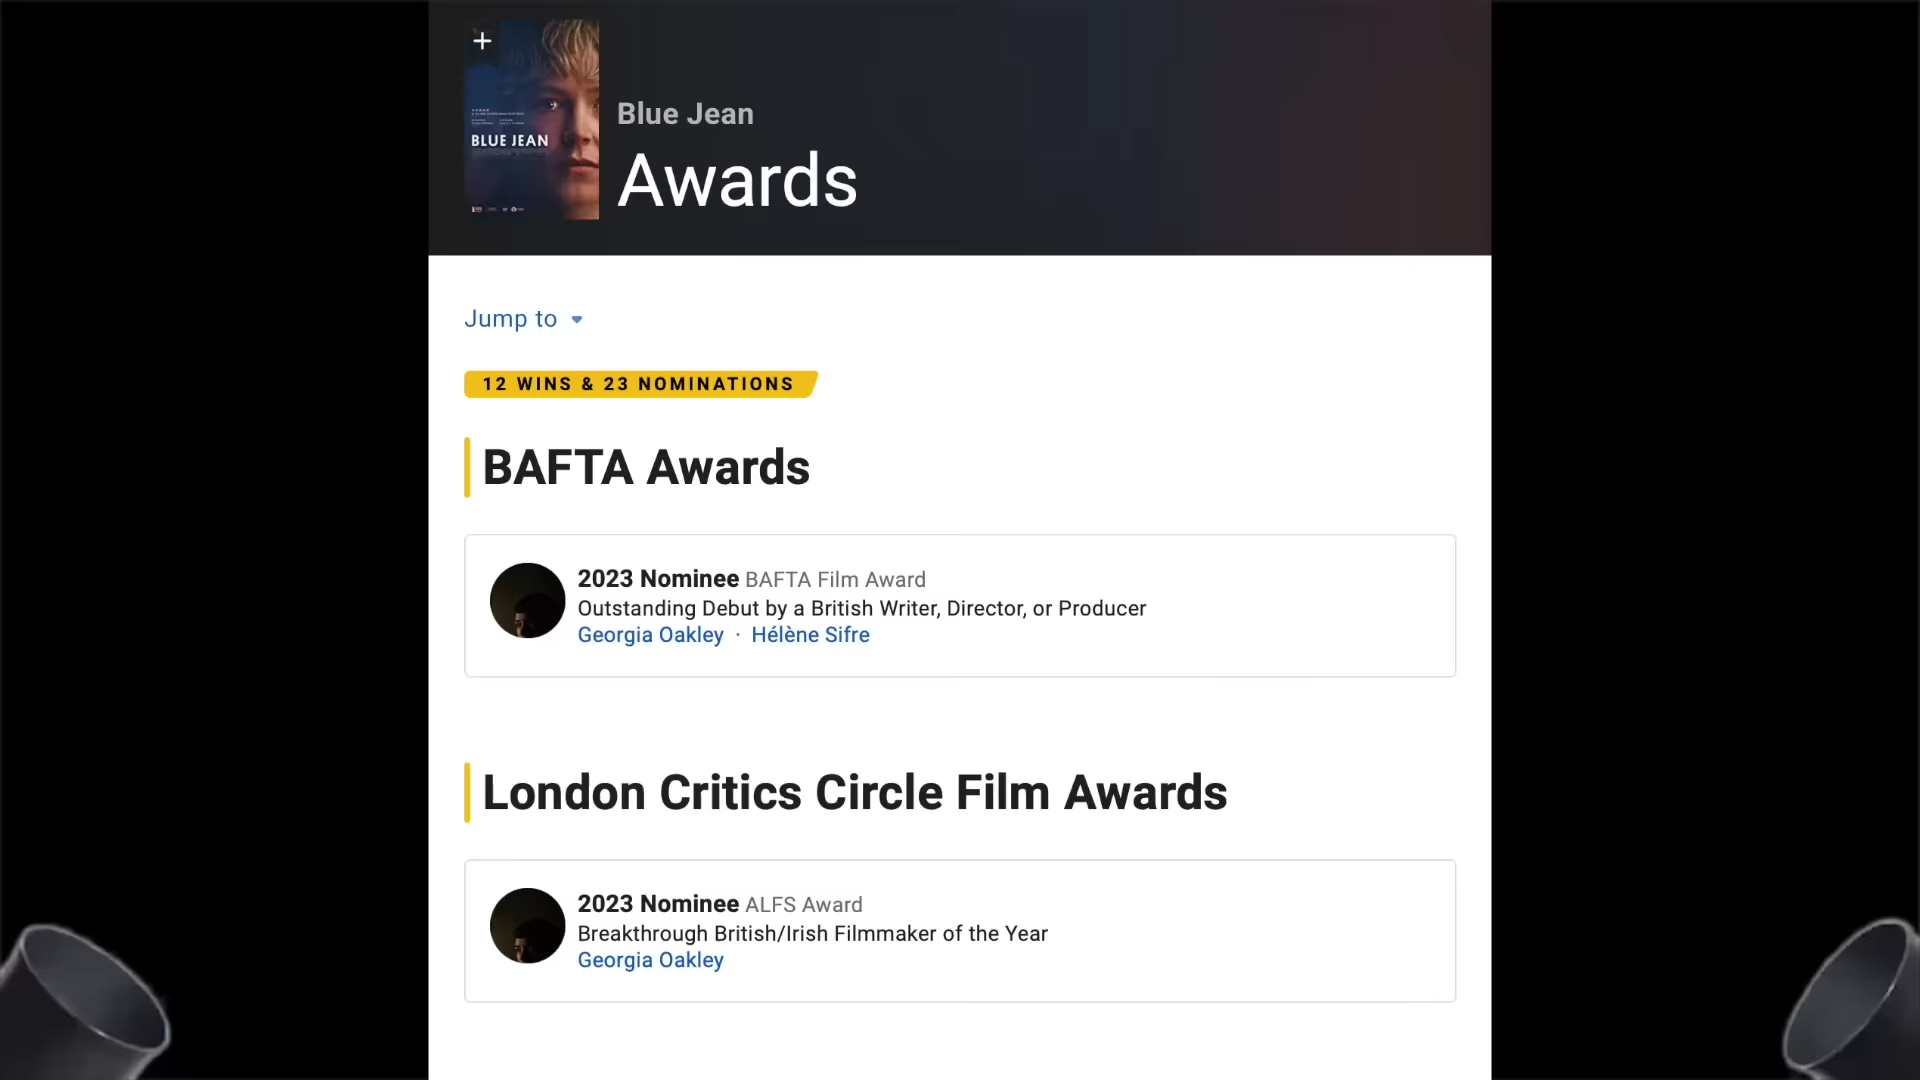 BLUE JEAN
Blue Jean
Awards
Jump to
12 WINS & 23 NOMINATIONS
BAFTA Awards
2023 Nominee BAFTA Film Award
Outstanding Debut by a British Writer, Director, or Producer
Georgia Oakley · Hélène Sifre
London Critics Circle Film Awards
2023 Nominee ALFS Award
Breakthrough British/Irish Filmmaker of the Year
Georgia Oakley